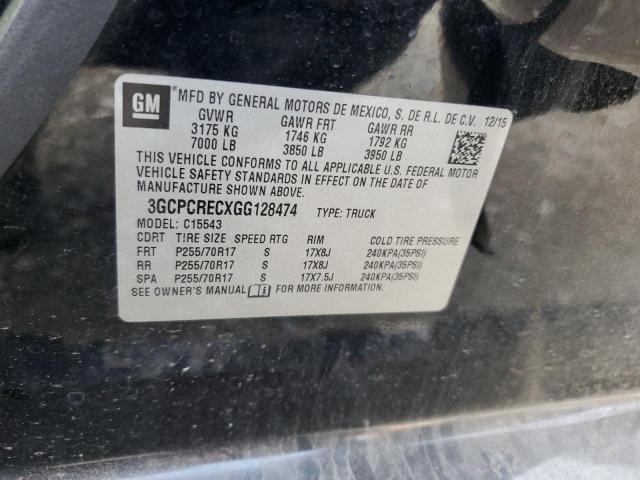 GM ® MFD BY GENERAL MOTORS DE MEXICO, S. DE R.L. DE C.V. 12/15
GVWR GAWR FRT GAWR RR
3175 KG 1746 KG 1792 KG
7000 LB 3850 LB 3950 LB
THIS VEHICLE CONFORMS TO ALL APPLICABLE U.S. FEDERAL MOTOR
VEHICLE SAFETY STANDARDS IN EFFECT ON THE DATE OF
MANUFACTURE SHOWN ABOVE.
3GCPCRECXGG128474 TYPE: TRUCK
MODEL: C15543
CDRT TIRE SIZE SPEED RTG RIM COLD TIRE PRESSURE
FRT P255/70R17 S 17X8J 240KPA(35PSI)
RR P255/70R17 S 17X8J 240KPA(35PSI)
SPA P255/70R17 S 17X7.5J 240KPA(35PSI)
SEE OWNER'S MANUAL FOR MORE INFORMATION.